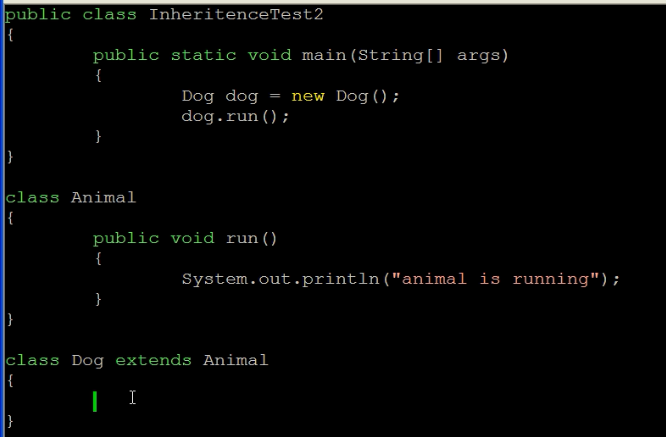 public class InheritenceTest2
{
public static void main(String[] args)
{
Dog dog = new Dog();
dog.run();
}
}
class Animal
{
public void run()
{
System.out.println("animal is running");
}
}
class Dog extends Animal
{
}